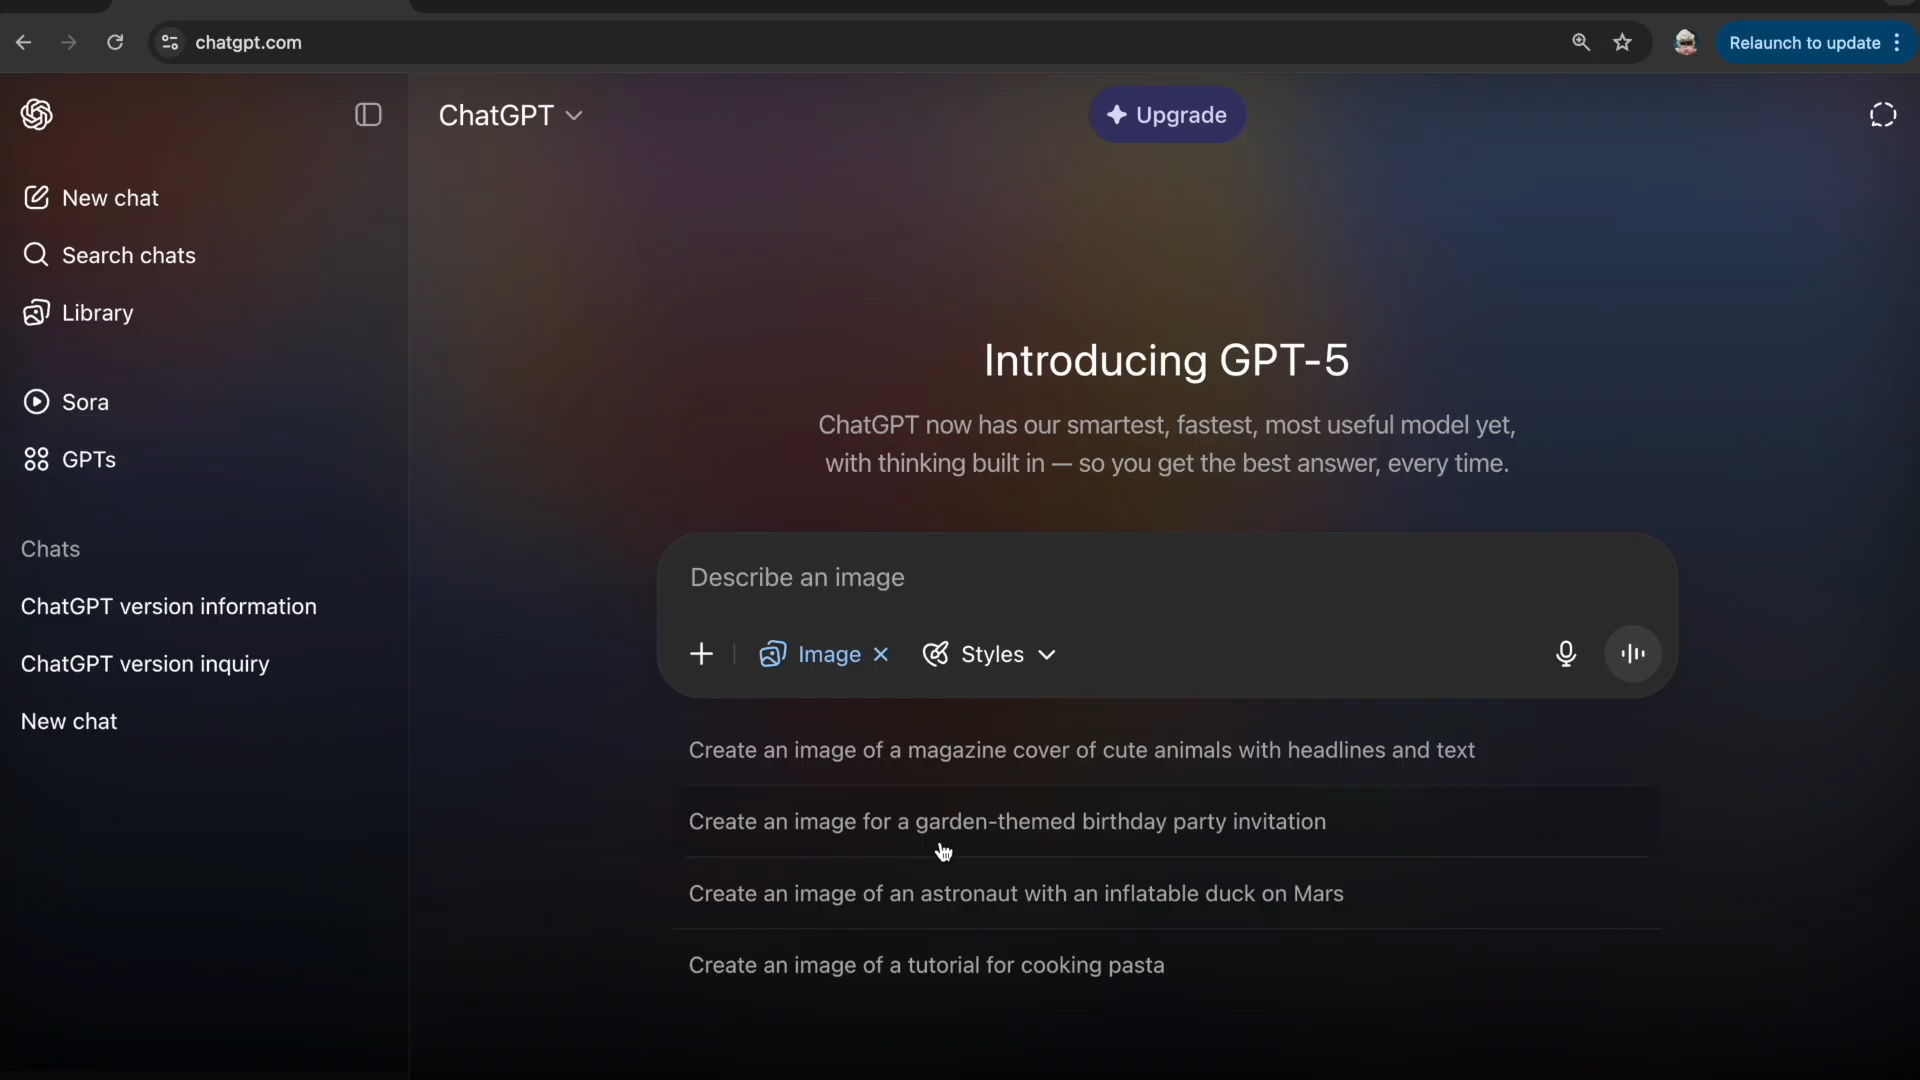 chatgpt.com
Relaunch to update
ChatGPT
Upgrade
New chat
Search chats
Library
Sora
GPTs
Chats
ChatGPT version information
ChatGPT version inquiry
New chat
Introducing GPT-5
ChatGPT now has our smartest, fastest, most useful model yet,
with thinking built in — so you get the best answer, every time.
Describe an image
Image
Styles
Create an image of a magazine cover of cute animals with headlines and text
Create an image for a garden-themed birthday party invitation
Create an image of an astronaut with an inflatable duck on Mars
Create an image of a tutorial for cooking pasta